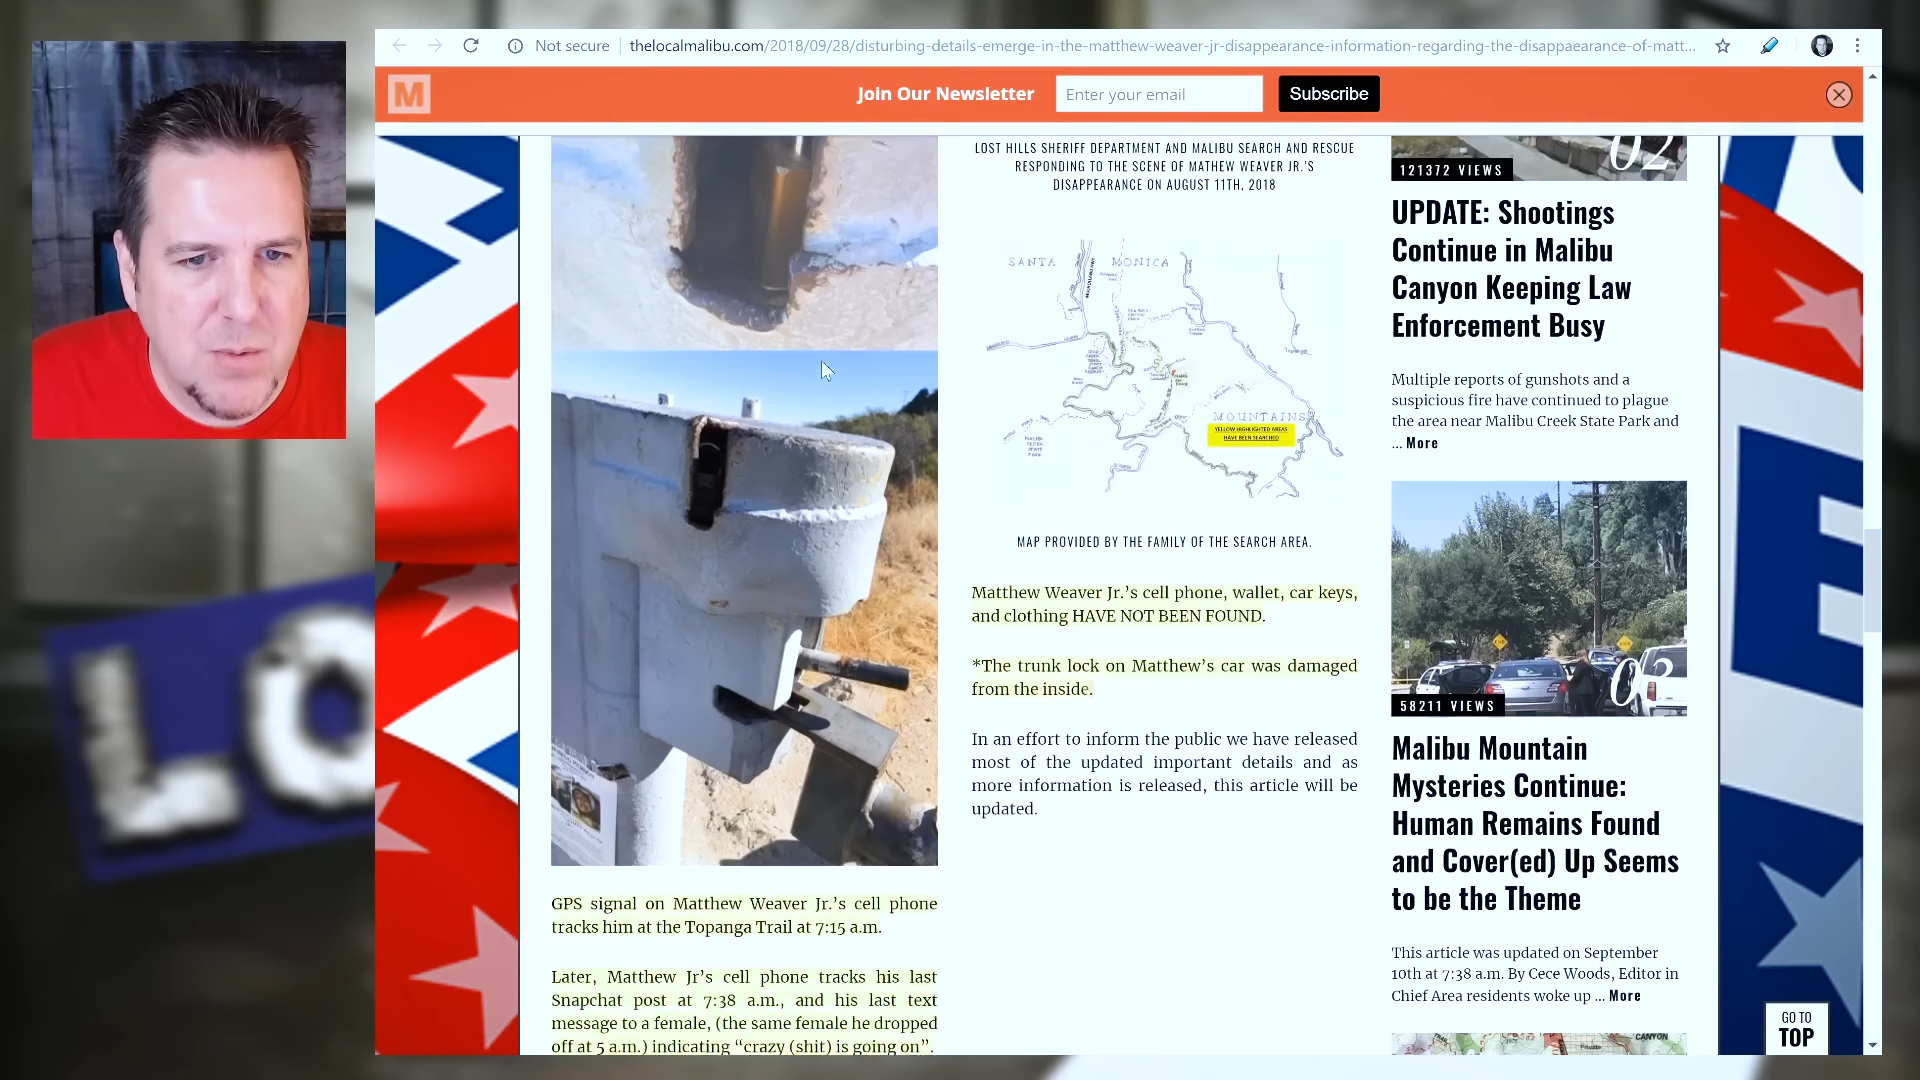 Not secure
thelocalmalibu.com/2018/09/28/disturbing-details-emerge-in-the-matthew-weaver-jr-disappearance-information-regarding-the-disappaearance-of-matt...
M
Join Our Newsletter
Enter your email
Subscribe
GPS signal on Matthew Weaver Jr.’s cell phone
tracks him at the Topanga Trail at 7:15 a.m.
Later, Matthew Jr’s cell phone tracks his last
Snapchat post at 7:38 a.m., and his last text
message to a female, (the same female he dropped
off at 5 a.m.) indicating “crazy (shit) is going on”.
LOST HILLS SHERIFF DEPARTMENT AND MALIBU SEARCH AND RESCUE
RESPONDING TO THE SCENE OF MATHEW WEAVER JR.'S
DISAPPEARANCE ON AUGUST 11TH, 2018
SANTA MONICA
MOUNTAINS
YELLOW HIGHLIGHTED AREAS
HAVE BEEN SEARCHED
MAP PROVIDED BY THE FAMILY OF THE SEARCH AREA.
Matthew Weaver Jr.’s cell phone, wallet, car keys,
and clothing HAVE NOT BEEN FOUND.
*The trunk lock on Matthew’s car was damaged
from the inside.
In an effort to inform the public we have released
most of the updated important details and as
more information is released, this article will be
updated.
02
121372 VIEWS
UPDATE: Shootings
Continue in Malibu
Canyon Keeping Law
Enforcement Busy
Multiple reports of gunshots and a
suspicious fire have continued to plague
the area near Malibu Creek State Park and
... More
03
58211 VIEWS
Malibu Mountain
Mysteries Continue:
Human Remains Found
and Cover(ed) Up Seems
to be the Theme
This article was updated on September
10th at 7:38 a.m. By Cece Woods, Editor in
Chief Area residents woke up ... More
CANYON
GO TO
TOP
LO
E